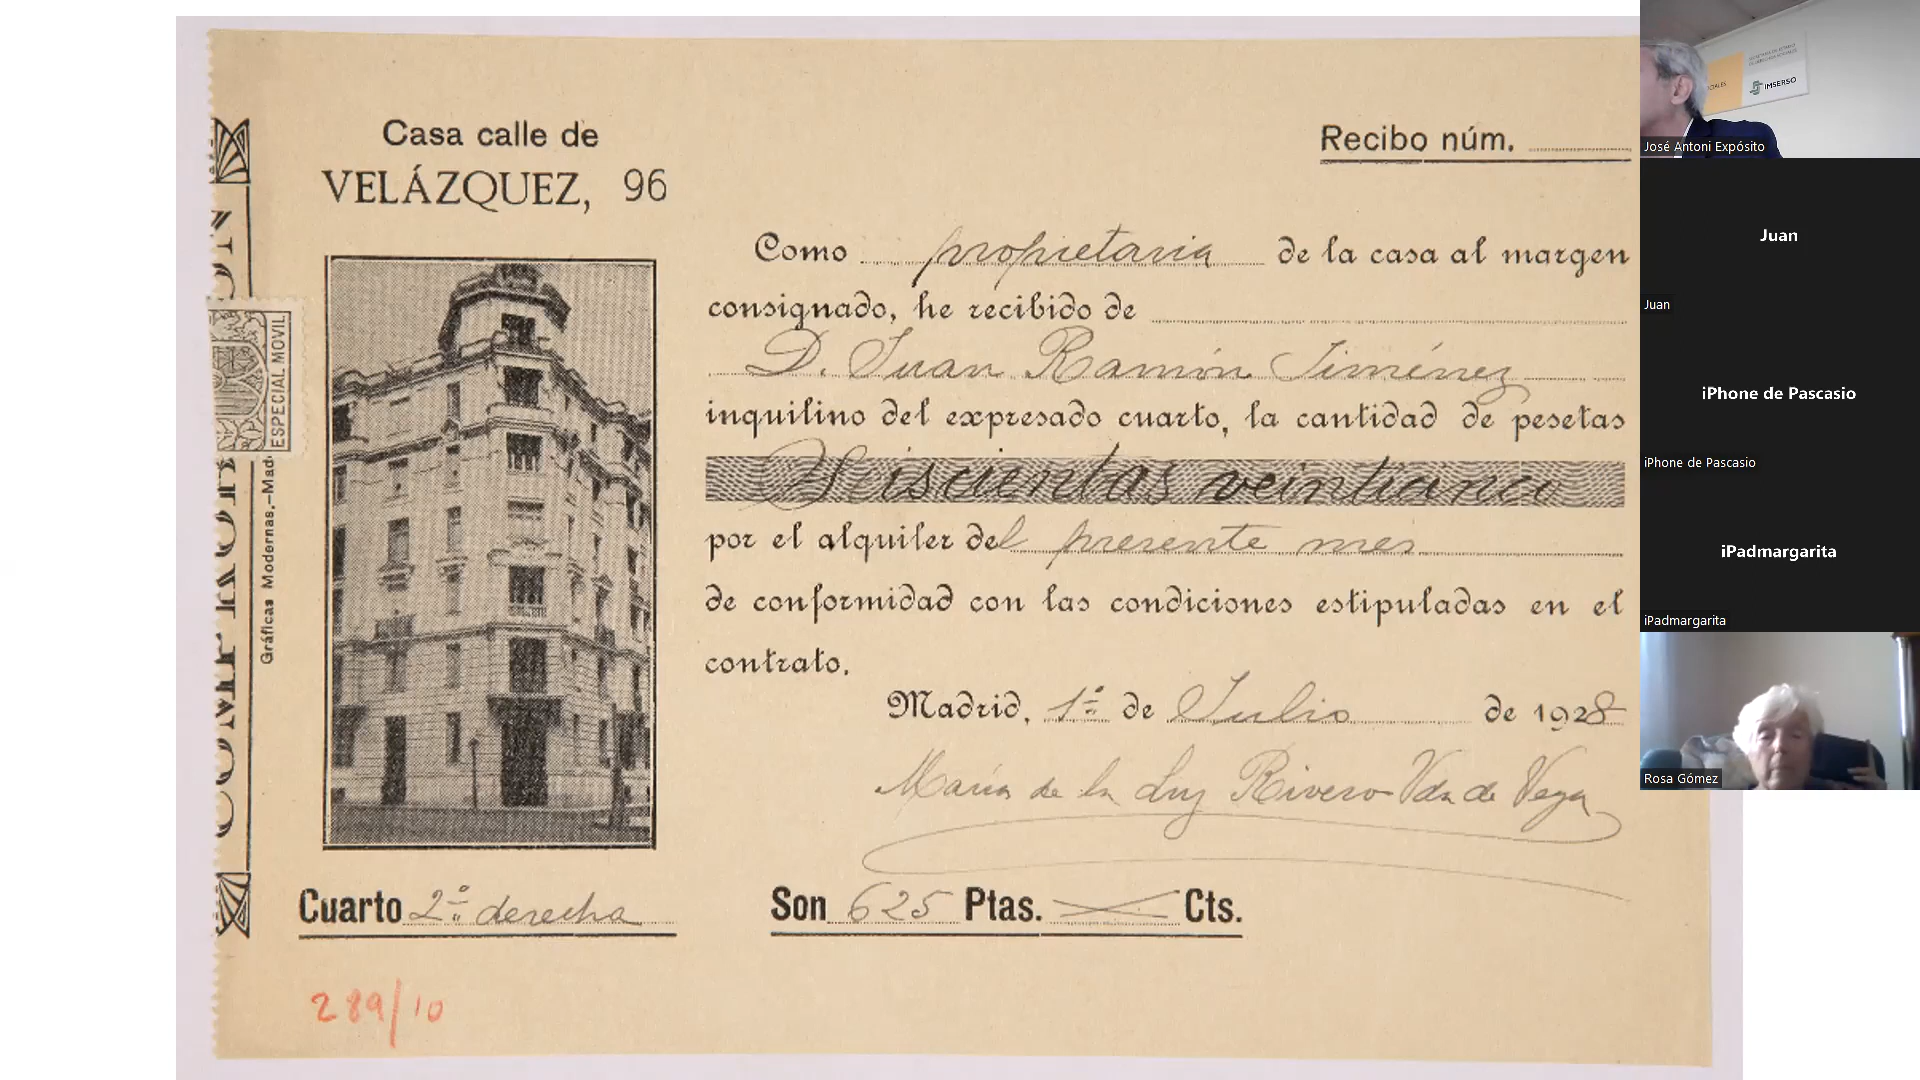 Casa calle de
VELÁZQUEZ, 96
Recibo núm.
Como propietaria de la casa al margen
consignado, he recibido de
D. Juan Ramón Jiménez
inquilino del expresado cuarto, la cantidad de pesetas
Seiscientas veinticinco
por el alquiler del presente mes
de conformidad con las condiciones estipuladas en el
contrato.
Madrid, 1º de Julio de 1928
María de la Luz Rivero Vda de Vega
Cuarto 2º derecha
Son 625 Ptas. Cts.
289/10
ESPECIAL MOVIL
Gráficas Modernas.-Mad
IMSERSO
José Antoni Expósito
Juan
Juan
iPhone de Pascasio
iPhone de Pascasio
iPadmargarita
iPadmargarita
Rosa Gómez